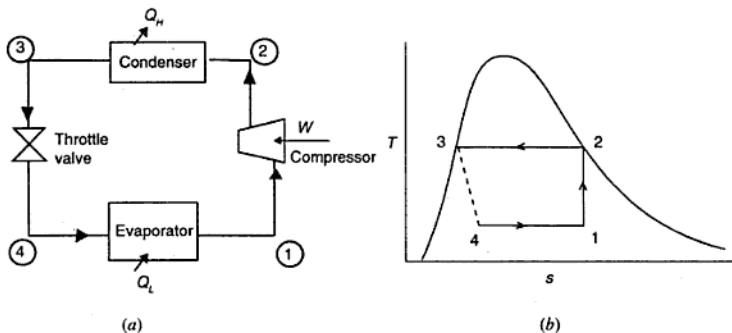 Q_H
3
Condenser
2
Throttle
valve
W
Compressor
Evaporator
4
Q_L
1
(a)
T
3
2
4
1
s
(b)